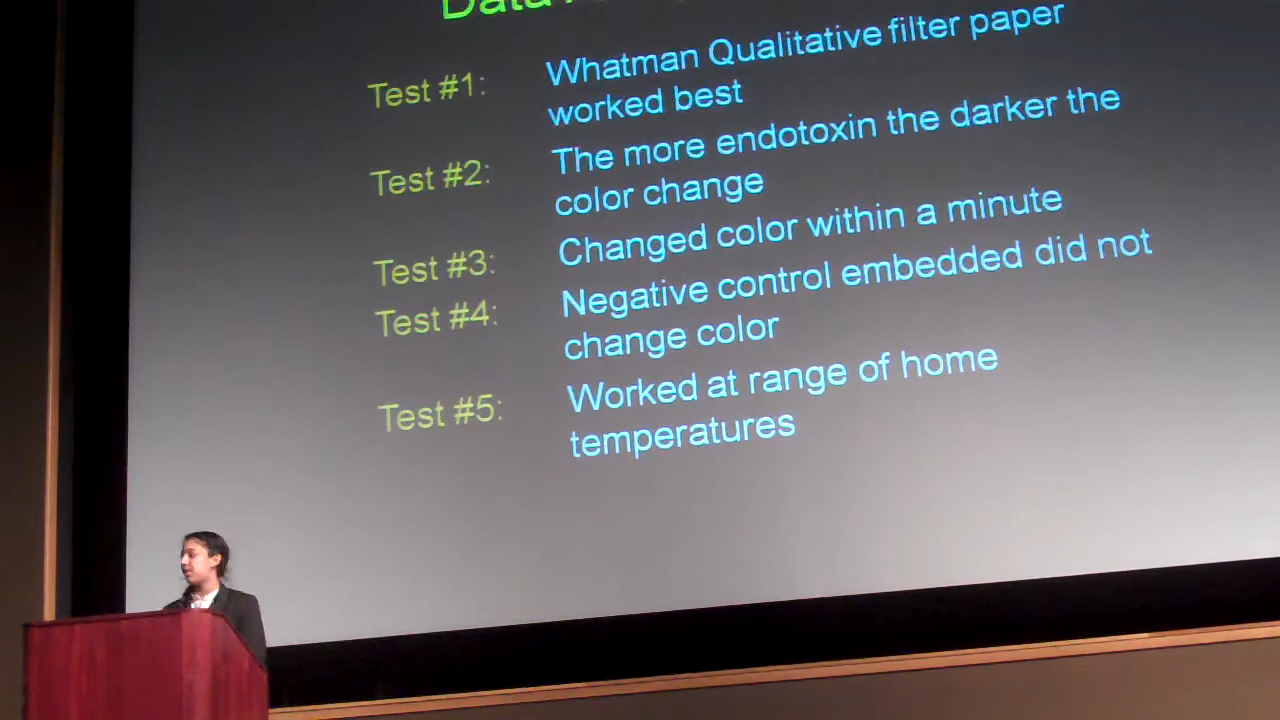 Data
Test #1: Whatman Qualitative filter paper
worked best
Test #2: The more endotoxin the darker the
color change
Test #3: Changed color within a minute
Test #4: Negative control embedded did not
change color
Test #5: Worked at range of home
temperatures